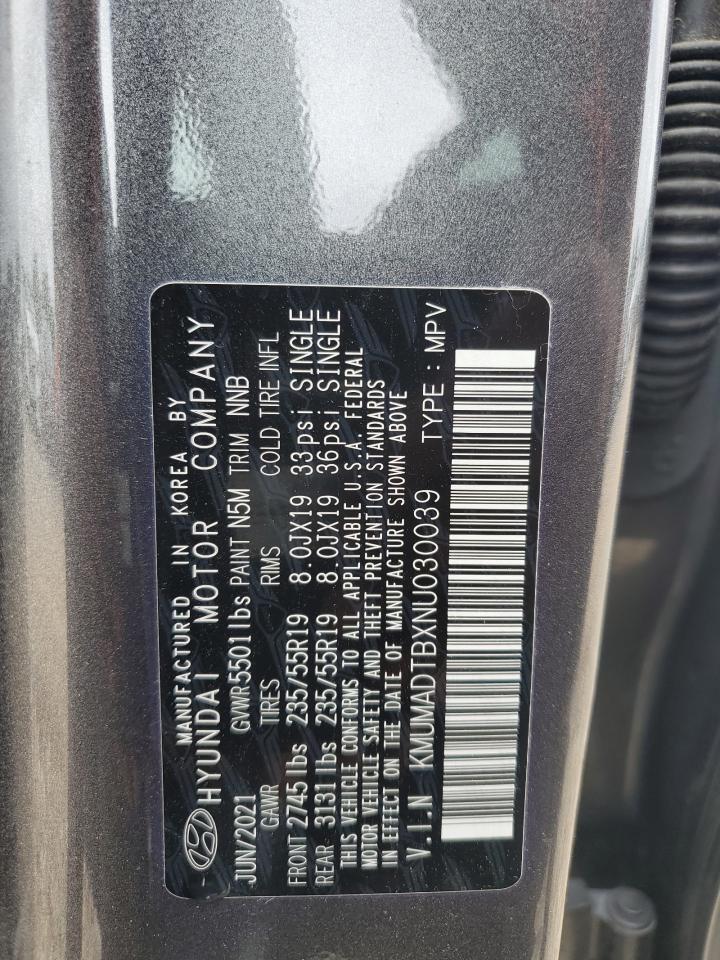 MANUFACTURED IN KOREA BY
HYUNDAI MOTOR COMPANY
JUN/2021 GVWR 5501 lbs PAINT N5M TRIM NNB
GAWR TIRES RIMS COLD TIRE INFL
FRONT 2745 lbs 235/55R19 8.0JX19 33psi SINGLE
REAR 3131 lbs 235/55R19 8.0JX19 36psi SINGLE
THIS VEHICLE CONFORMS TO ALL APPLICABLE U.S.A. FEDERAL
MOTOR VEHICLE SAFETY AND THEFT PREVENTION STANDARDS
IN EFFECT ON THE DATE OF MANUFACTURE SHOWN ABOVE
V.I.N KMUMADTBXNU030039 TYPE : MPV